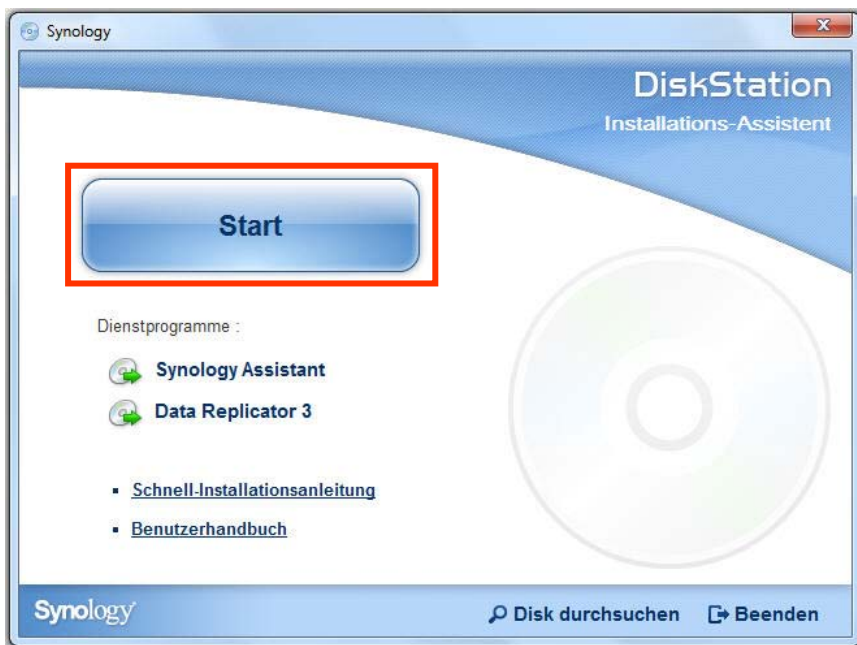 Synology
DiskStation
Installations-Assistent
Start
Dienstprogramme :
Synology Assistant
Data Replicator 3
Schnell-Installationsanleitung
Benutzerhandbuch
Synology
Disk durchsuchen
Beenden